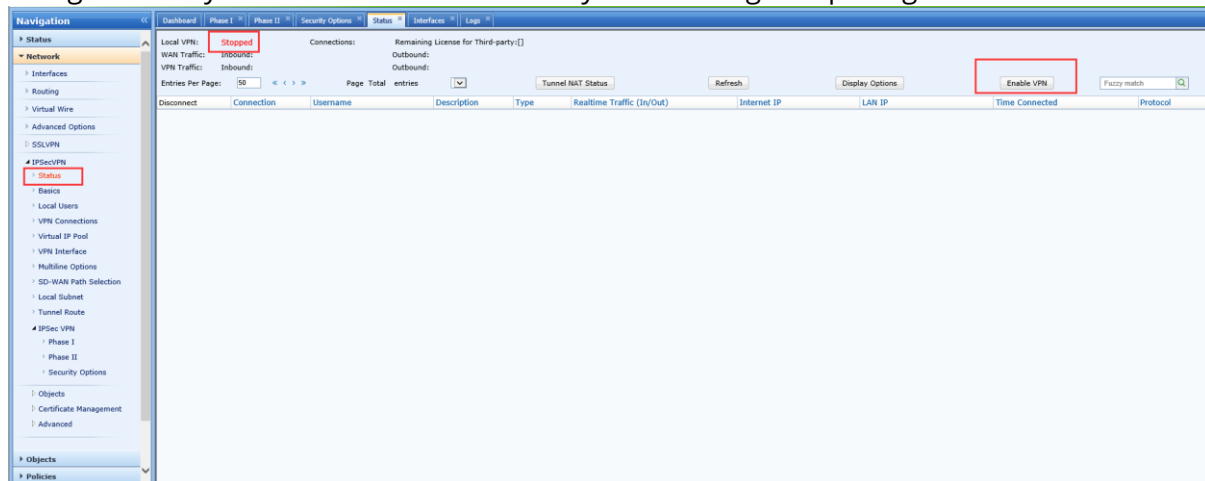 Navigation
Dashboard Phase I Phase II Security Options Status Interfaces Logs
Status
Network
Interfaces
Routing
Virtual Wire
Advanced Options
SSLVPN
IPSecVPN
Status
Basics
Local Users
VPN Connections
Virtual IP Pool
VPN Interface
Multiline Options
SD-WAN Path Selection
Local Subnet
Tunnel Route
IPSec VPN
Phase I
Phase II
Security Options
Objects
Certificate Management
Advanced
Objects
Policies
Local VPN: Stopped Connections: Remaining License for Third-party:[]
WAN Traffic: Inbound: Outbound:
VPN Traffic: Inbound: Outbound:
Entries Per Page: 50 « < > » Page Total entries Tunnel NAT Status Refresh Display Options Enable VPN Fuzzy match
Disconnect Connection Username Description Type Realtime Traffic (In/Out) Internet IP LAN IP Time Connected Protocol